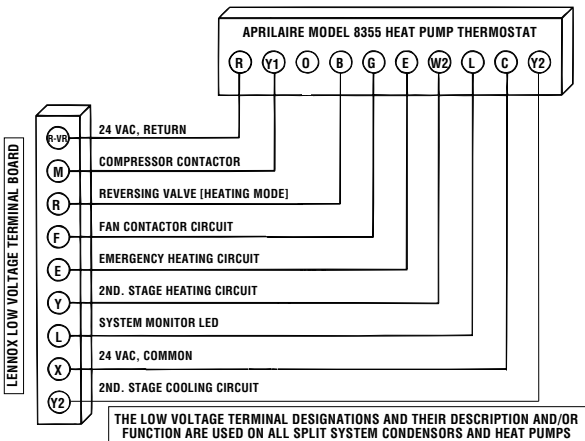 APRILAIRE MODEL 8355 HEAT PUMP THERMOSTAT
R Y1 O B G E W2 L C Y2
LENNOX LOW VOLTAGE TERMINAL BOARD
R-VR 24 VAC, RETURN
M COMPRESSOR CONTACTOR
R REVERSING VALVE [HEATING MODE]
F FAN CONTACTOR CIRCUIT
E EMERGENCY HEATING CIRCUIT
Y 2ND. STAGE HEATING CIRCUIT
L SYSTEM MONITOR LED
X 24 VAC, COMMON
Y2 2ND. STAGE COOLING CIRCUIT
THE LOW VOLTAGE TERMINAL DESIGNATIONS AND THEIR DESCRIPTION AND/OR
FUNCTION ARE USED ON ALL SPLIT SYSTEM CONDENSORS AND HEAT PUMPS